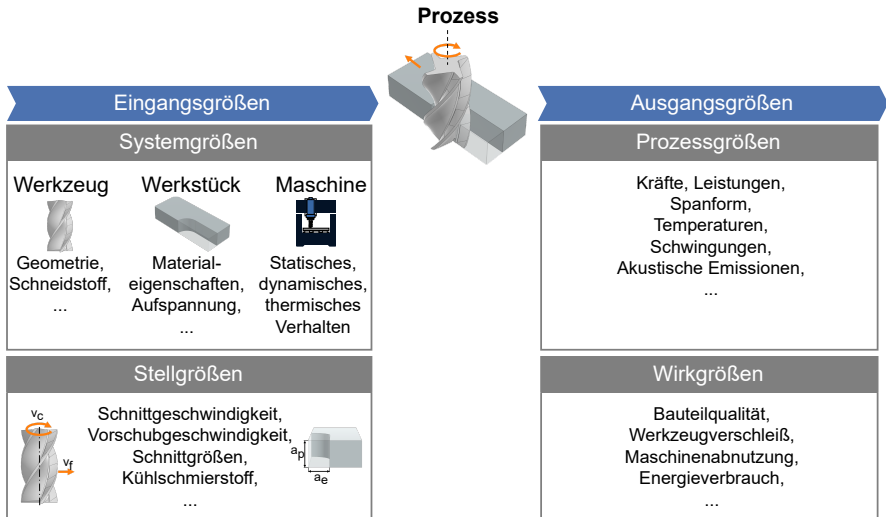 Prozess
Eingangsgrößen
Ausgangsgrößen
Systemgrößen
Werkzeug
Geometrie,
Schneidstoff,
...
Werkstück
Material-
eigenschaften,
Aufspannung,
...
Maschine
Statisches,
dynamisches,
thermisches
Verhalten
Prozessgrößen
Kräfte, Leistungen,
Spanform,
Temperaturen,
Schwingungen,
Akustische Emissionen,
...
Stellgrößen
vc
vf
Schnittgeschwindigkeit,
Vorschubgeschwindigkeit,
Schnittgrößen,
Kühlschmierstoff,
...
ap
ae
Wirkgrößen
Bauteilqualität,
Werkzeugverschleiß,
Maschinenabnutzung,
Energieverbrauch,
...